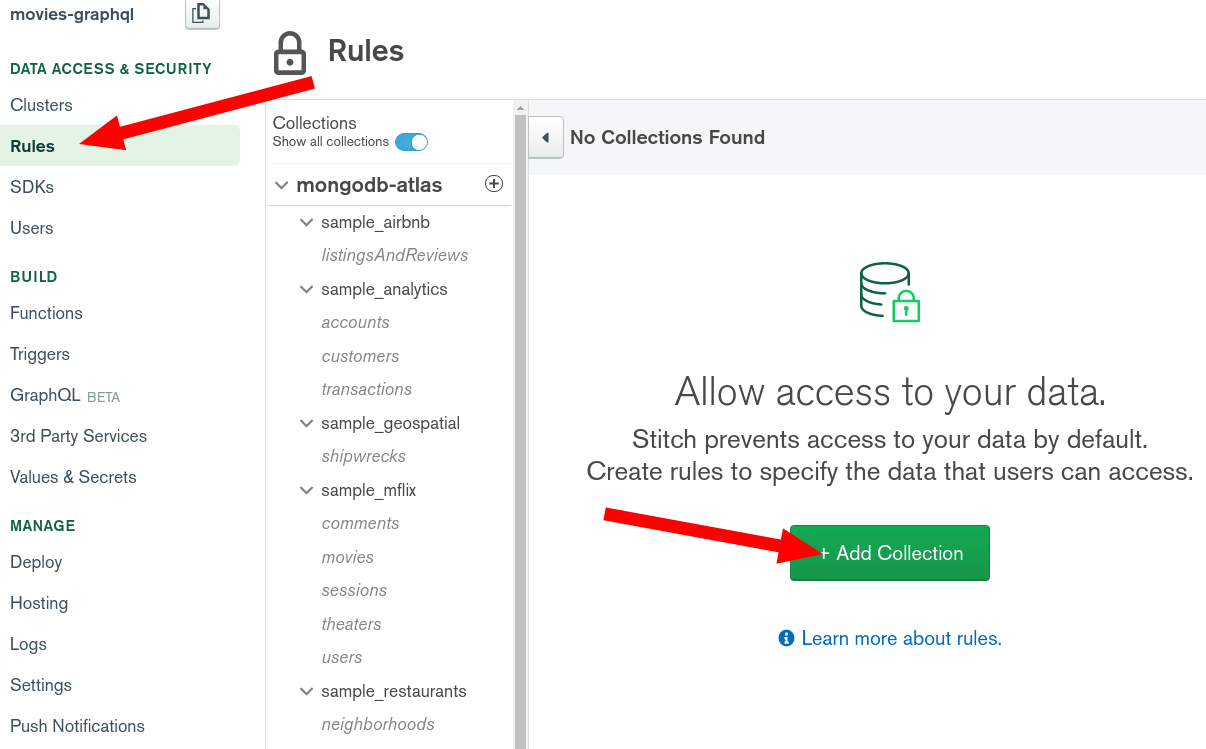 movies-graphql
DATA ACCESS & SECURITY
Clusters
Rules
SDKs
Users
BUILD
Functions
Triggers
GraphQL BETA
3rd Party Services
Values & Secrets
MANAGE
Deploy
Hosting
Logs
Settings
Push Notifications
Rules
Collections
Show all collections
mongodb-atlas
sample_airbnb
listingsAndReviews
sample_analytics
accounts
customers
transactions
sample_geospatial
shipwrecks
sample_mflix
comments
movies
sessions
theaters
users
sample_restaurants
neighborhoods
No Collections Found
Allow access to your data.
Stitch prevents access to your data by default.
Create rules to specify the data that users can access.
+ Add Collection
Learn more about rules.